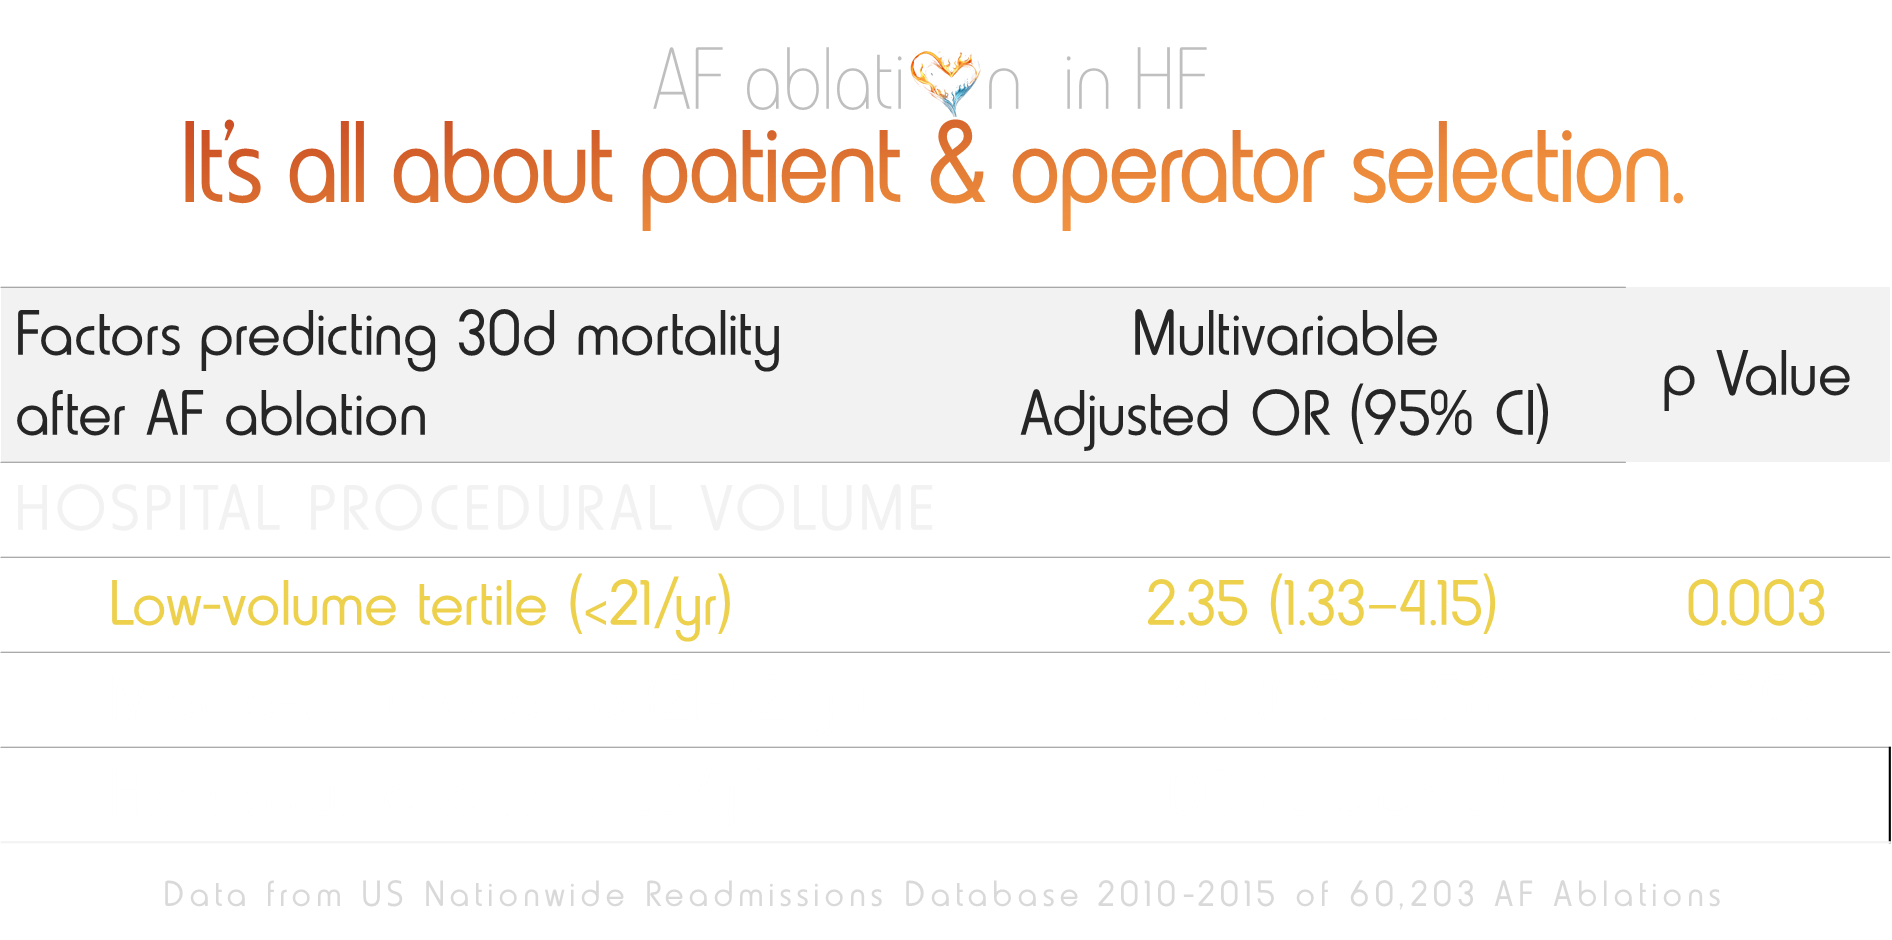 AF ablation in HF
It's all about patient & operator selection.
Factors predicting 30d mortality
after AF ablation
Multivariable
Adjusted OR (95% CI)
p Value
HOSPITAL PROCEDURAL VOLUME
Low-volume tertile (<21/yr) 2.35 (1.33–4.15) 0.003
Data from US Nationwide Readmissions Database 2010-2015 of 60,203 AF Ablations